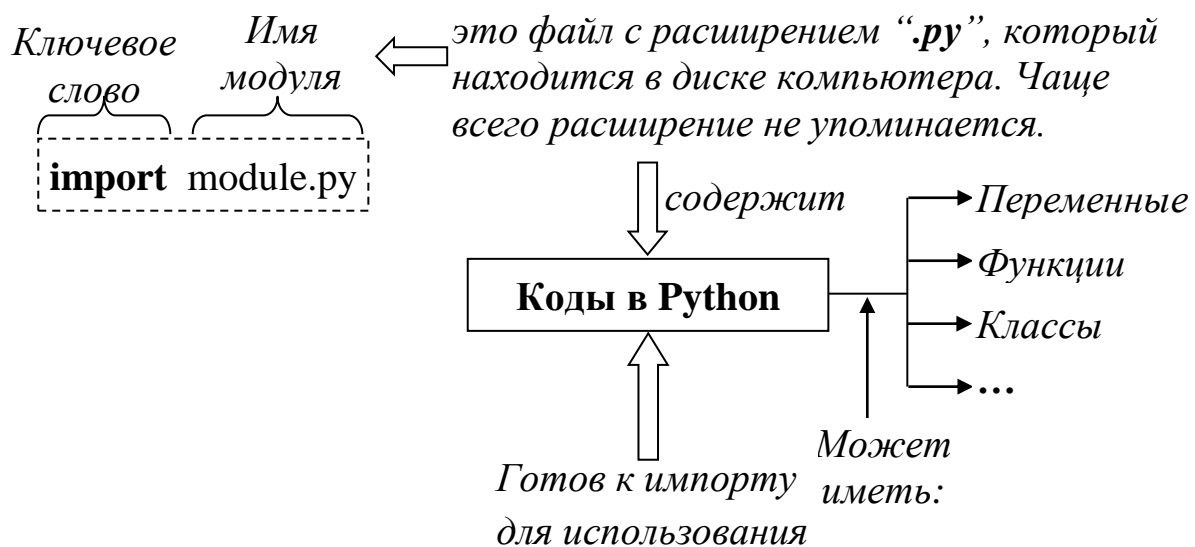 Ключевое
слово
Имя
модуля
import module.py
это файл с расширением “.py”, который
находится в диске компьютера. Чаще
всего расширение не упоминается.
содержит
Коды в Python
Переменные
Функции
Классы
...
Может
иметь:
Готов к импорту
для использования